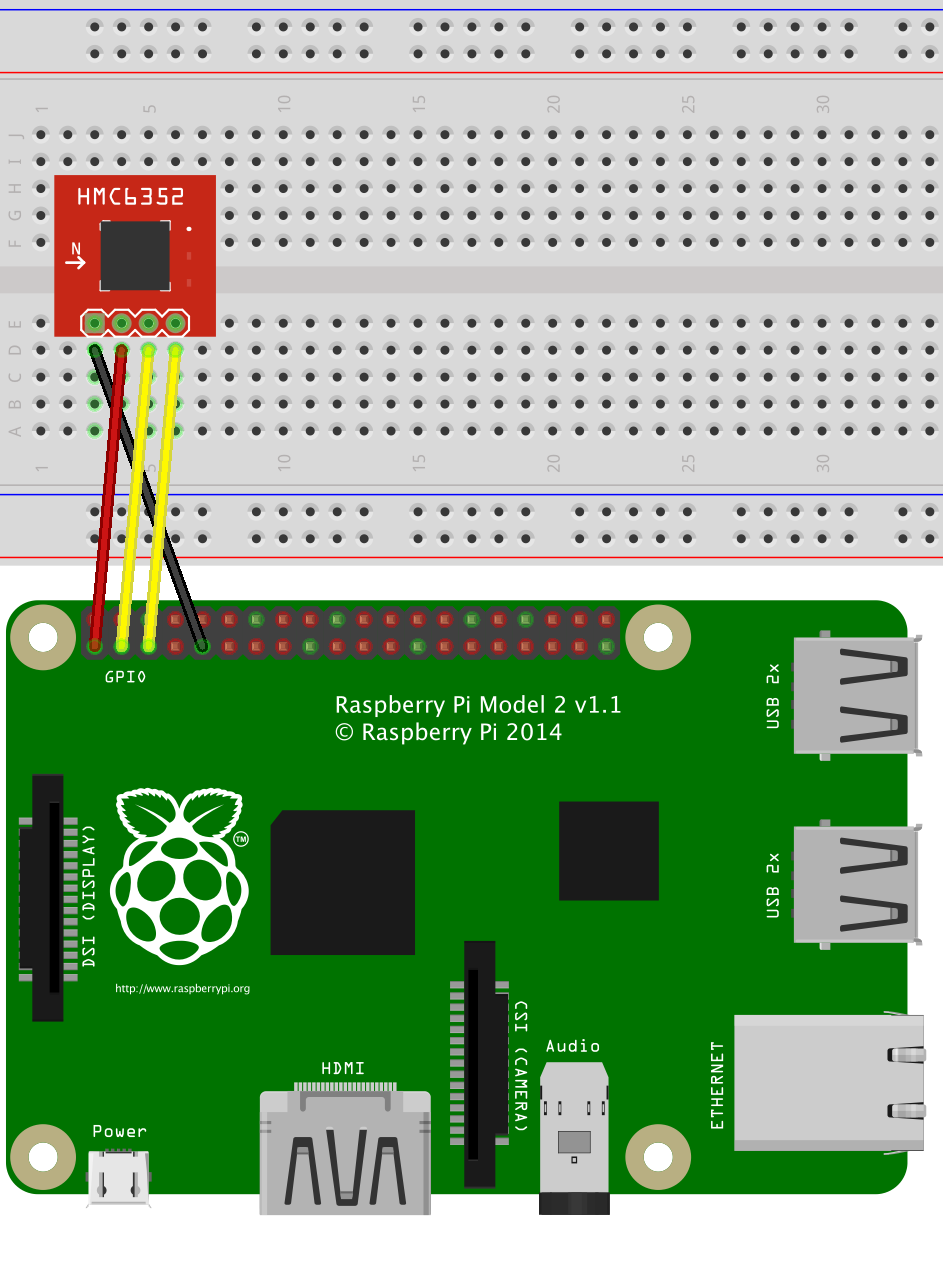 1 5 10 15 20 25 30
J
I
H
G
F
HMC6352
N
E
D
C
B
A
1 5 10 15 20 25 30
GPIO
Raspberry Pi Model 2 v1.1
© Raspberry Pi 2014
USB 2x
DSI (DISPLAY)
TM
USB 2x
http://www.raspberrypi.org
CSI (CAMERA)
Audio
ETHERNET
HDMI
Power